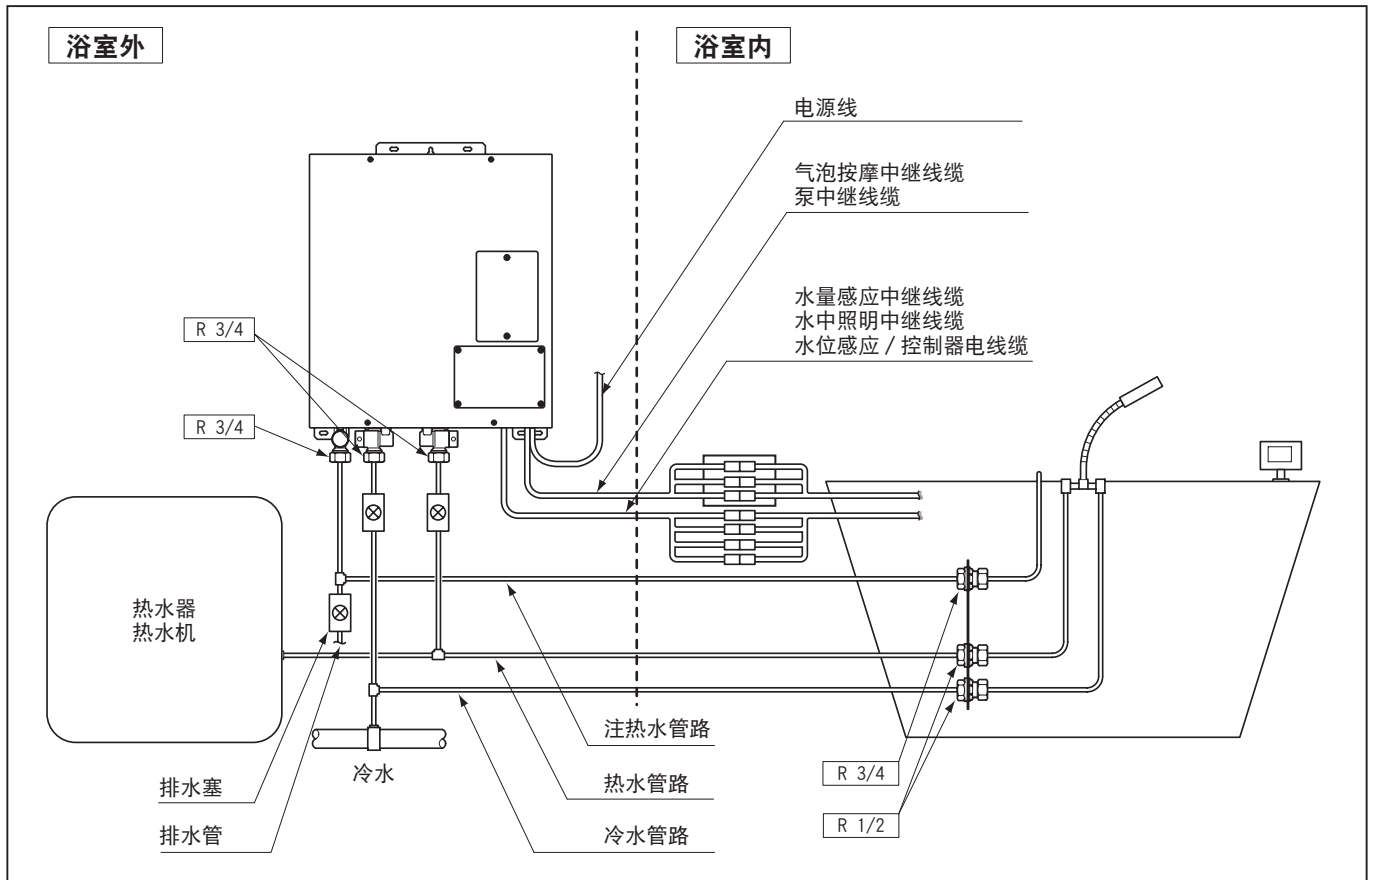 浴室外
浴室内
电源线
气泡按摩中继线缆
泵中继线缆
水量感应中继线缆
水中照明中继线缆
水位感应 / 控制器电线缆
R 3/4
R 3/4
热水器
热水机
注热水管路
冷水
热水管路
冷水管路
排水塞
排水管
R 3/4
R 1/2